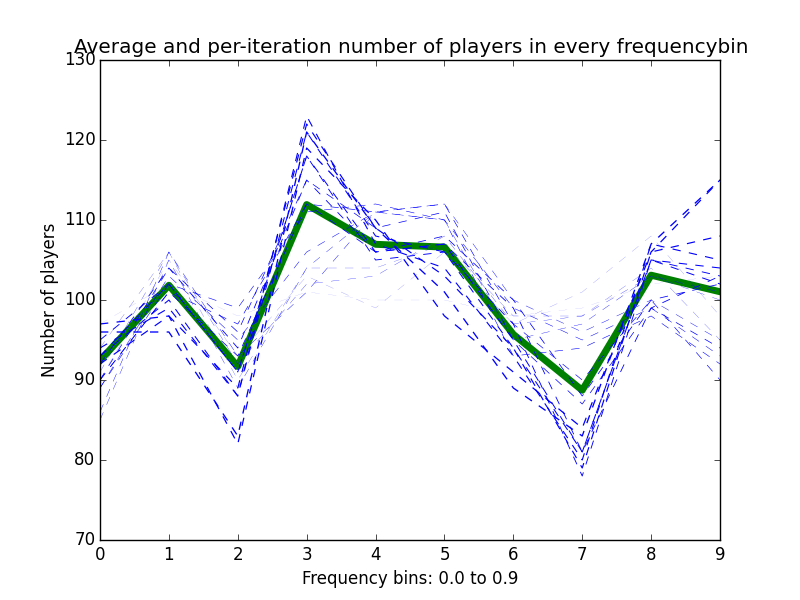 Average and per-iteration number of players in every frequencybin
130
120
110
100
90
80
70
Number of players
0 1 2 3 4 5 6 7 8 9
Frequency bins: 0.0 to 0.9